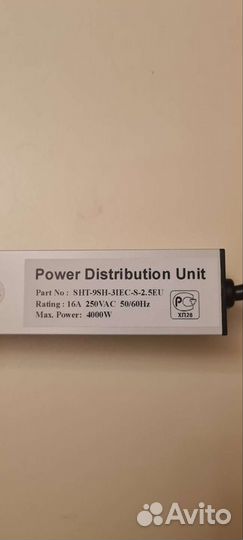 Power Distribution Unit
Part No : SHT-9SH-3IEC-S-2.5EU
Rating : 16A 250VAC 50/60Hz
Max. Power: 4000W
РСТ
ХП28
Avito